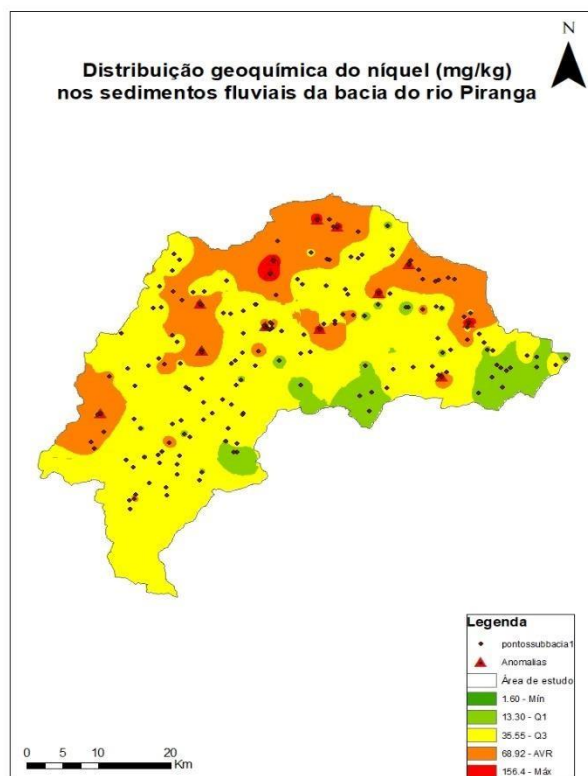 N
Distribuição geoquímica do níquel (mg/kg)
nos sedimentos fluviais da bacia do rio Piranga
Legenda
pontossubbacia1
Anomalias
Área de estudo
1.60 - Mín
13.30 - Q1
35.55 - Q3
68.92 - AVR
156.4 - Máx
0 5 10 20
Km